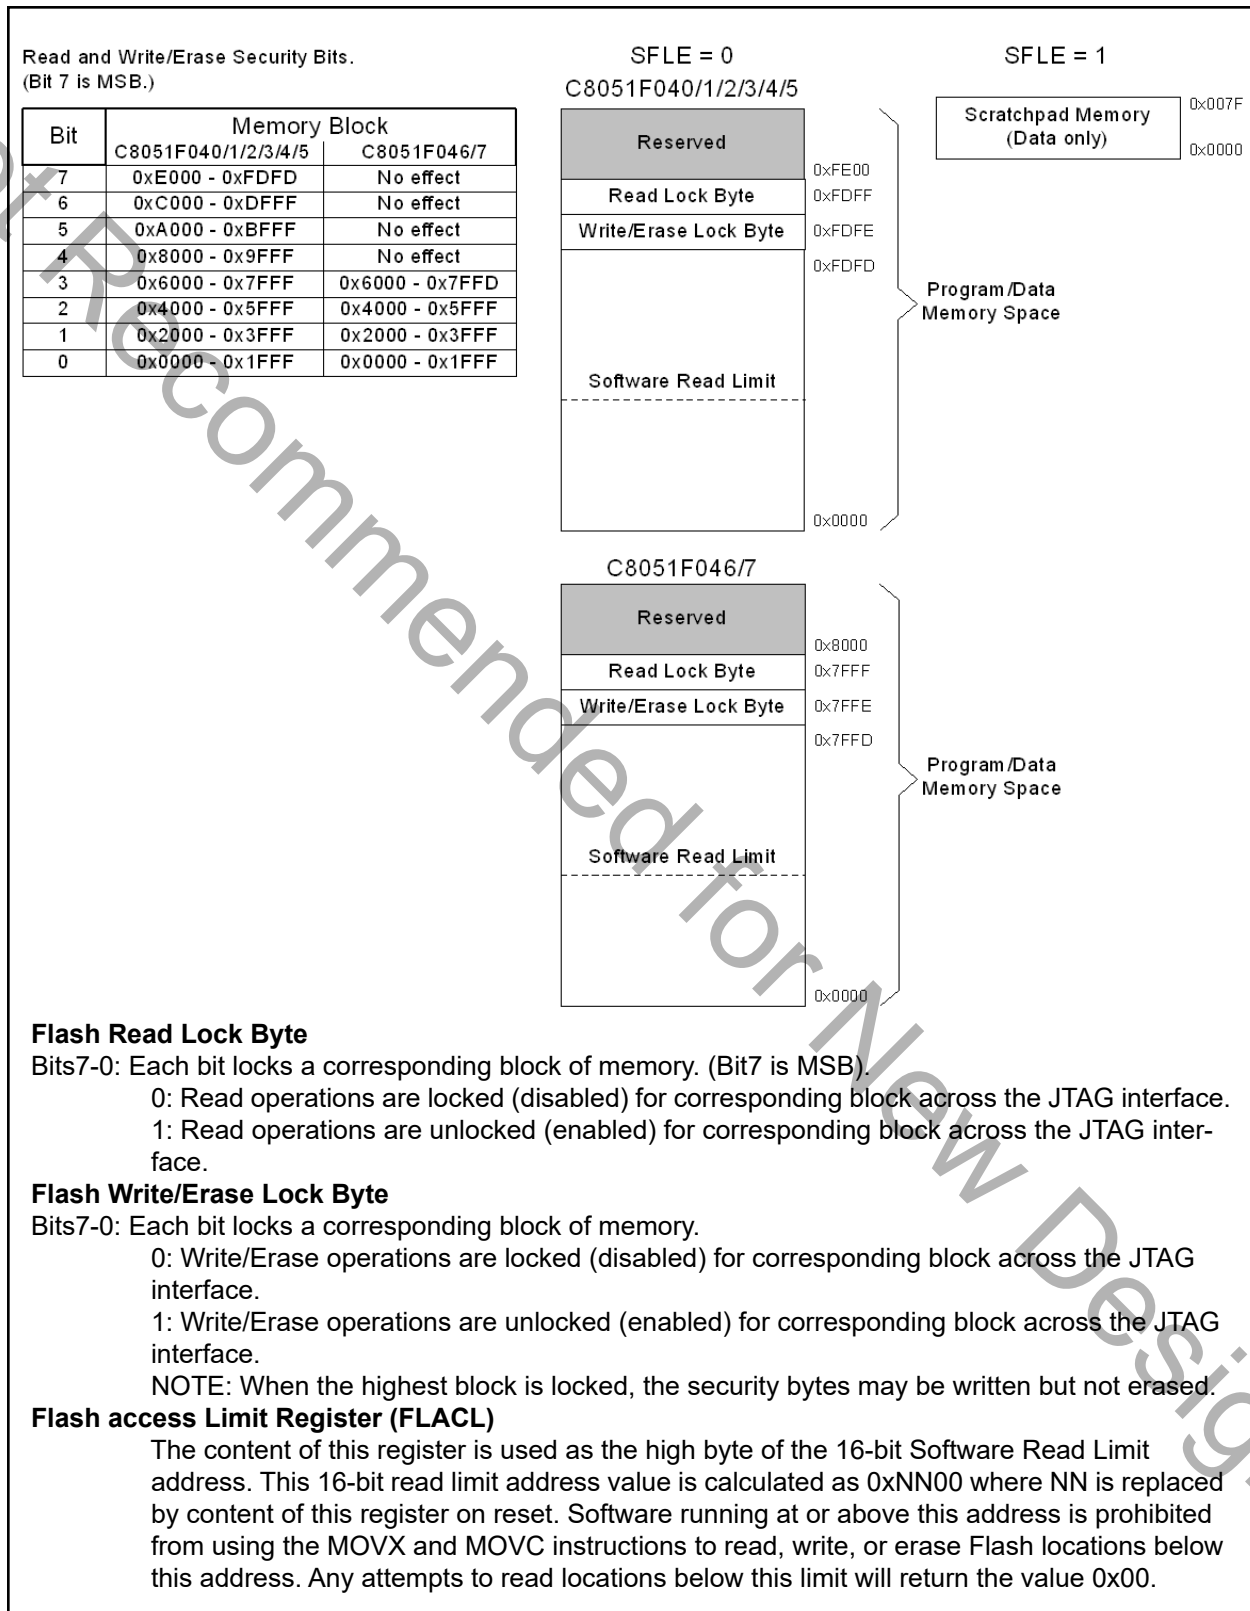 Read and Write/Erase Security Bits.
(Bit 7 is MSB.)
Bit Memory Block
C8051F040/1/2/3/4/5 C8051F046/7
7 0xE000 - 0xFDFD No effect
6 0xC000 - 0xDFFF No effect
5 0xA000 - 0xBFFF No effect
4 0x8000 - 0x9FFF No effect
3 0x6000 - 0x7FFF 0x6000 - 0x7FFD
2 0x4000 - 0x5FFF 0x4000 - 0x5FFF
1 0x2000 - 0x3FFF 0x2000 - 0x3FFF
0 0x0000 - 0x1FFF 0x0000 - 0x1FFF
SFLE = 0
C8051F040/1/2/3/4/5
Reserved
0xFE00
Read Lock Byte 0xFDFF
Write/Erase Lock Byte 0xFDFE
0xFDFD
Program/Data
Memory Space
Software Read Limit
0x0000
SFLE = 1
Scratchpad Memory
(Data only)
0x007F
0x0000
C8051F046/7
Reserved
0x8000
Read Lock Byte 0x7FFF
Write/Erase Lock Byte 0x7FFE
0x7FFD
Program/Data
Memory Space
Software Read Limit
0x0000
Flash Read Lock Byte
Bits7-0: Each bit locks a corresponding block of memory. (Bit7 is MSB).
0: Read operations are locked (disabled) for corresponding block across the JTAG interface.
1: Read operations are unlocked (enabled) for corresponding block across the JTAG inter-
face.
Flash Write/Erase Lock Byte
Bits7-0: Each bit locks a corresponding block of memory.
0: Write/Erase operations are locked (disabled) for corresponding block across the JTAG
interface.
1: Write/Erase operations are unlocked (enabled) for corresponding block across the JTAG
interface.
NOTE: When the highest block is locked, the security bytes may be written but not erased.
Flash access Limit Register (FLACL)
The content of this register is used as the high byte of the 16-bit Software Read Limit
address. This 16-bit read limit address value is calculated as 0xNN00 where NN is replaced
by content of this register on reset. Software running at or above this address is prohibited
from using the MOVX and MOVC instructions to read, write, or erase Flash locations below
this address. Any attempts to read locations below this limit will return the value 0x00.
Recommended for New